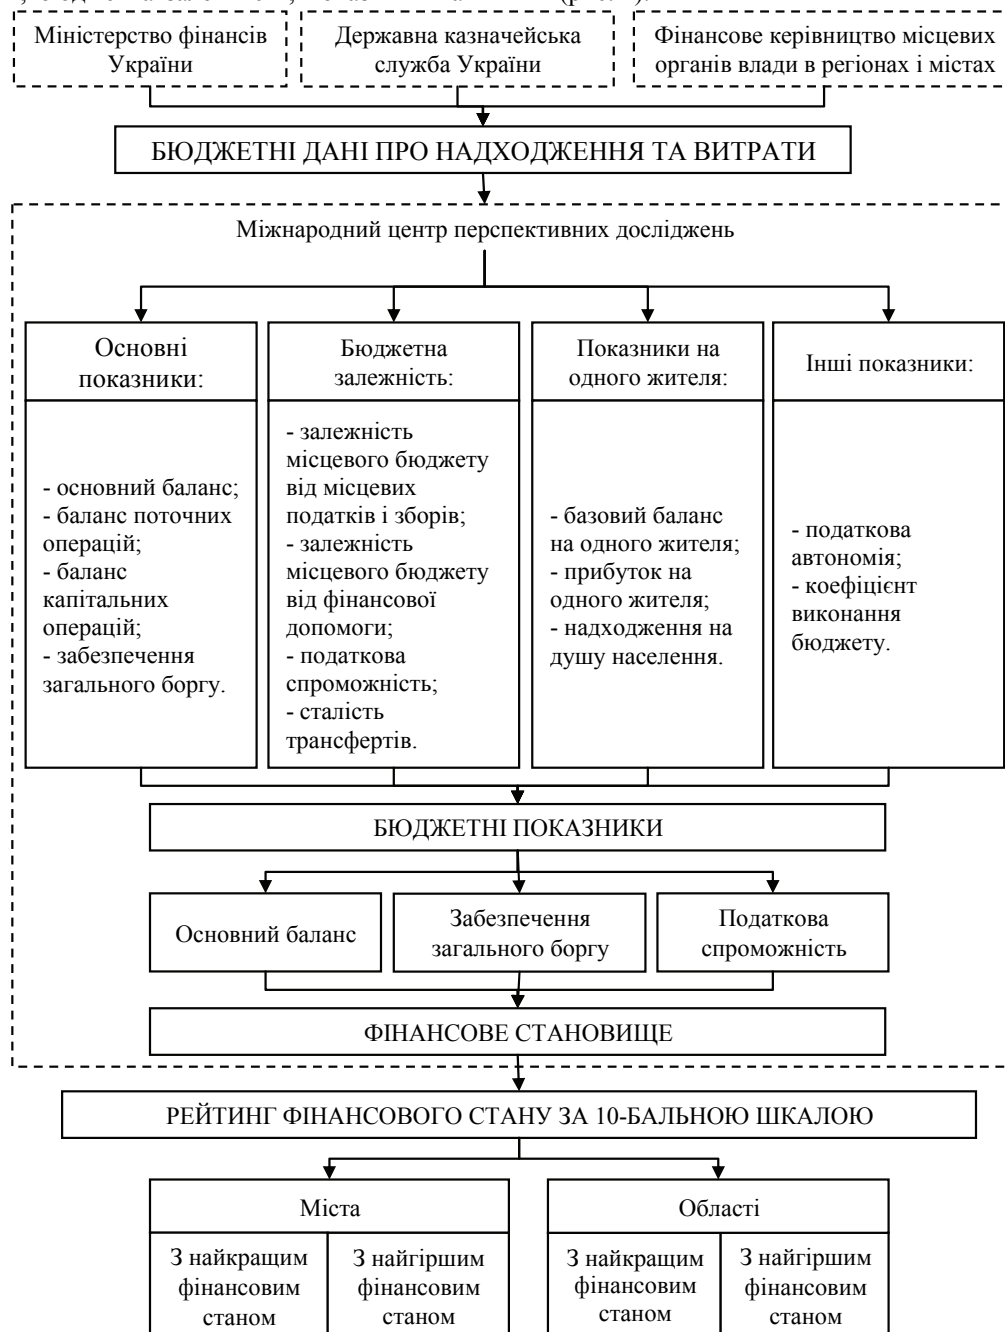 Міністерство фінансів
України
Державна казначейська
служба України
Фінансове керівництво місцевих
органів влади в регіонах і містах
БЮДЖЕТНІ ДАНІ ПРО НАДХОДЖЕННЯ ТА ВИТРАТИ
Міжнародний центр перспективних досліджень
Основні
показники:
- основний баланс;
- баланс поточних
операцій;
- баланс
капітальних
операцій;
- забезпечення
загального боргу.
Бюджетна
залежність:
- залежність
місцевого бюджету
від місцевих
податків і зборів;
- залежність
місцевого бюджету
від фінансової
допомоги;
- податкова
спроможність;
- сталість
трансфертів.
Показники на
одного жителя:
- базовий баланс
на одного жителя;
- прибуток на
одного жителя;
- надходження на
душу населення.
Інші показники:
- податкова
автономія;
- коефіцієнт
виконання
бюджету.
БЮДЖЕТНІ ПОКАЗНИКИ
Основний баланс
Забезпечення
загального боргу
Податкова
спроможність
ФІНАНСОВЕ СТАНОВИЩЕ
РЕЙТИНГ ФІНАНСОВОГО СТАНУ ЗА 10-БАЛЬНОЮ ШКАЛОЮ
Міста
З найкращим
фінансовим
станом
З найгіршим
фінансовим
станом
Області
З найкращим
фінансовим
станом
З найгіршим
фінансовим
станом